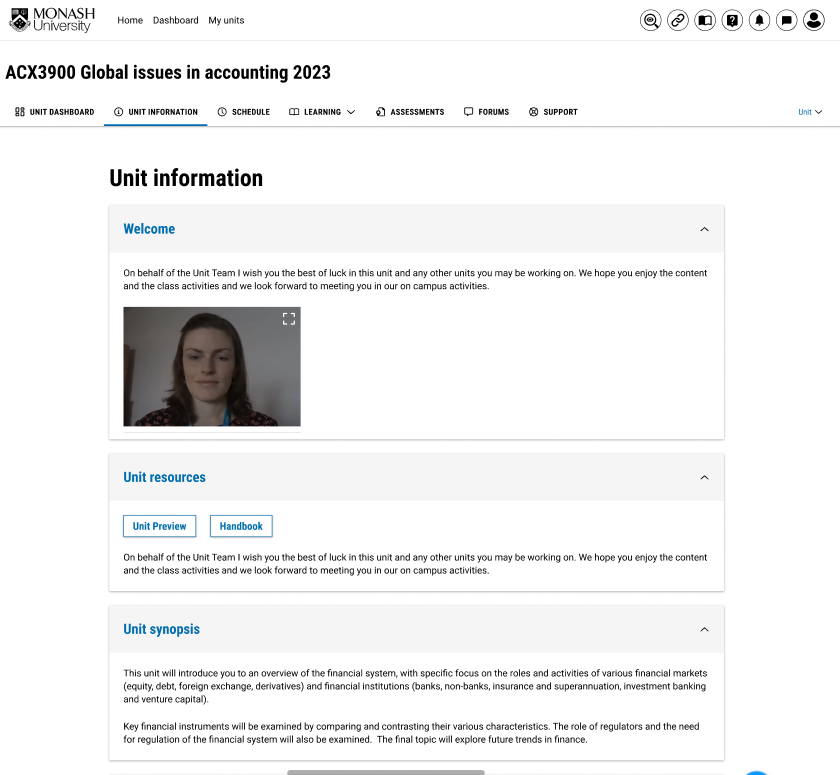 MONASH
University
Home Dashboard My units
ACX3900 Global issues in accounting 2023
UNIT DASHBOARD UNIT INFORMATION SCHEDULE LEARNING ASSESSMENTS FORUMS SUPPORT Unit
Unit information
Welcome
On behalf of the Unit Team I wish you the best of luck in this unit and any other units you may be working on. We hope you enjoy the content
and the class activities and we look forward to meeting you in our on campus activities.
Unit resources
Unit Preview Handbook
On behalf of the Unit Team I wish you the best of luck in this unit and any other units you may be working on. We hope you enjoy the content
and the class activities and we look forward to meeting you in our on campus activities.
Unit synopsis
This unit will introduce you to an overview of the financial system, with specific focus on the roles and activities of various financial markets
(equity, debt, foreign exchange, derivatives) and financial institutions (banks, non-banks, insurance and superannuation, investment banking
and venture capital).
Key financial instruments will be examined by comparing and contrasting their various characteristics. The role of regulators and the need
for regulation of the financial system will also be examined. The final topic will explore future trends in finance.